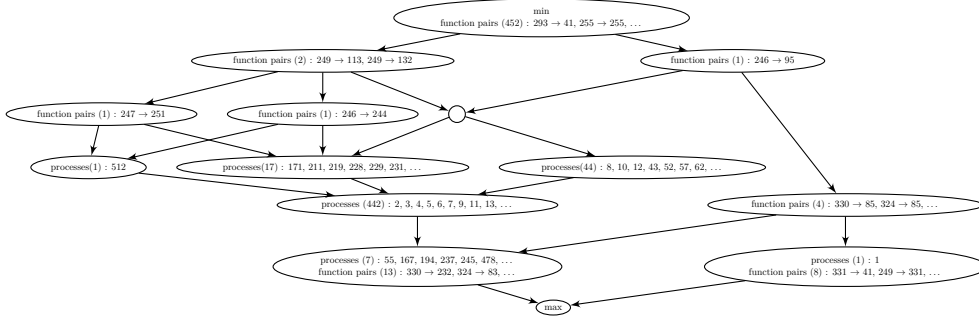 min
function pairs (452) : 293 → 41, 255 → 255, . . .
function pairs (2) : 249 → 113, 249 → 132
function pairs (1) : 246 → 95
function pairs (1) : 247 → 251
function pairs (1) : 246 → 244
processes(1) : 512
processes(17) : 171, 211, 219, 228, 229, 231, . . .
processes(44) : 8, 10, 12, 43, 52, 57, 62, . . .
processes (442) : 2, 3, 4, 5, 6, 7, 9, 11, 13, . . .
function pairs (4) : 330 → 85, 324 → 85, . . .
processes (7) : 55, 167, 194, 237, 245, 478, . . .
function pairs (13) : 330 → 232, 324 → 83, . . .
processes (1) : 1
function pairs (8) : 331 → 41, 249 → 331, . . .
max